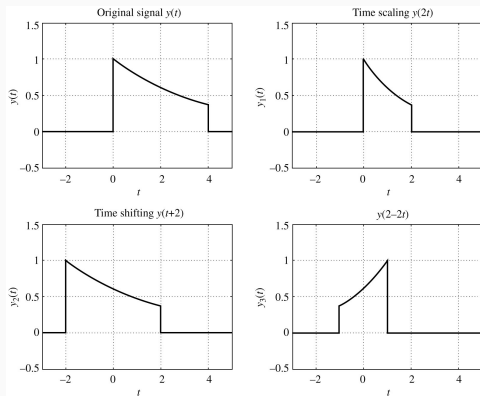 Original signal y(t)
1.5
1
0.5
0
–0.5
y(t)
–2 0 2 4
t
Time scaling y(2t)
1.5
1
0.5
0
–0.5
y₁(t)
–2 0 2 4
t
Time shifting y(t+2)
1.5
1
0.5
0
–0.5
y₂(t)
–2 0 2 4
t
y(2–2t)
1.5
1
0.5
0
–0.5
y₃(t)
–2 0 2 4
t